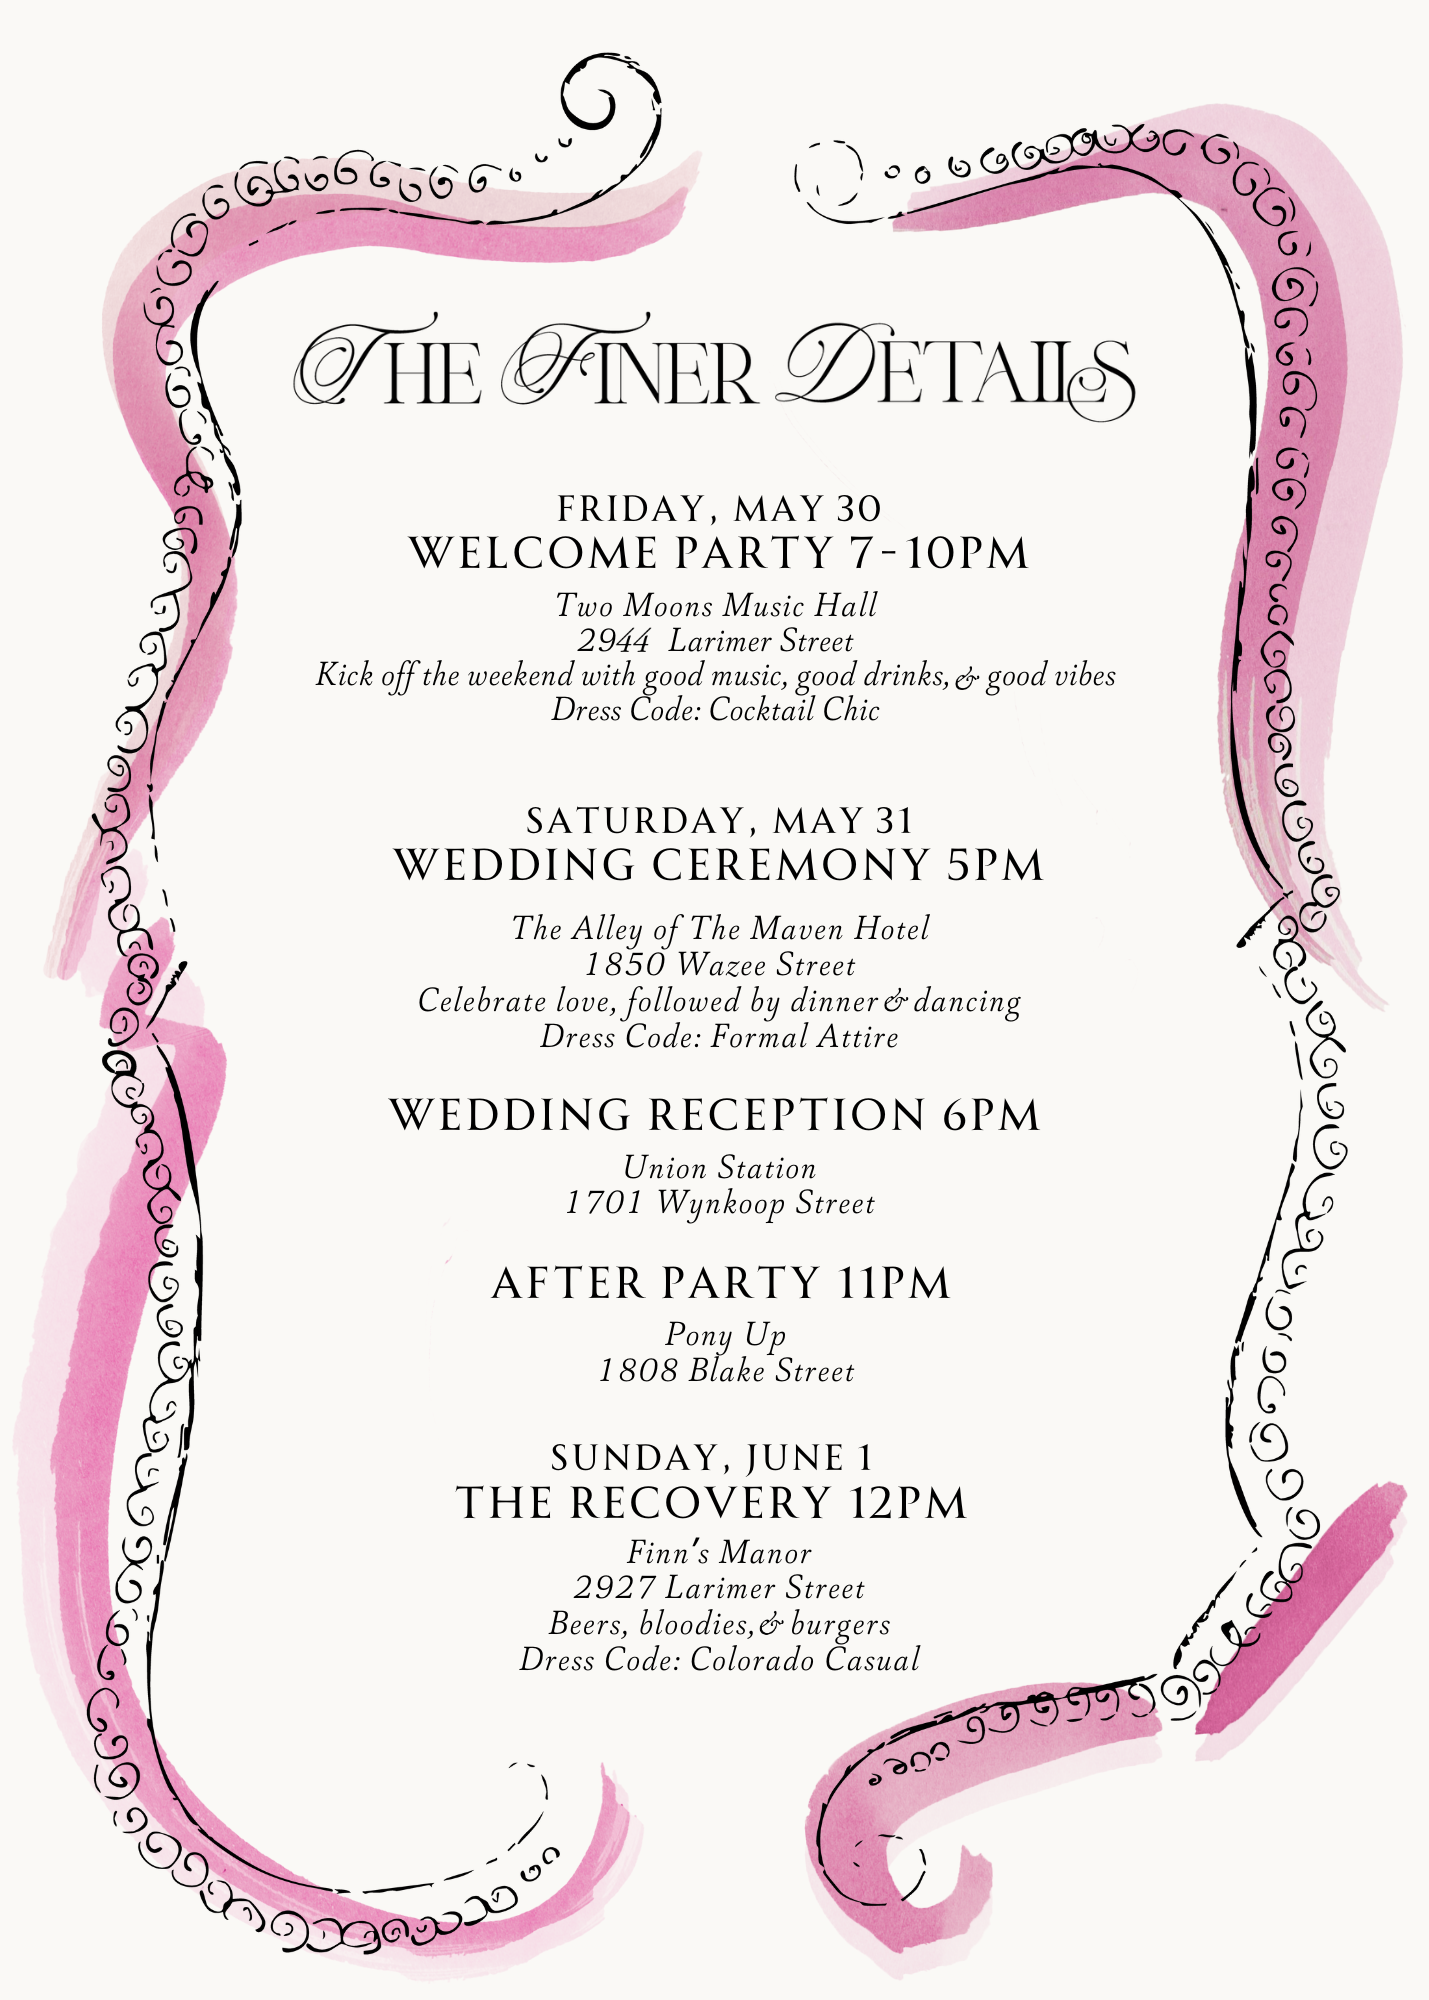 THE FINER DETAILS
FRIDAY, MAY 30
WELCOME PARTY 7-10PM
Two Moons Music Hall
2944 Larimer Street
Kick off the weekend with good music, good drinks, & good vibes
Dress Code: Cocktail Chic
SATURDAY, MAY 31
WEDDING CEREMONY 5PM
The Alley of The Maven Hotel
1850 Wazee Street
Celebrate love, followed by dinner & dancing
Dress Code: Formal Attire
WEDDING RECEPTION 6PM
Union Station
1701 Wynkoop Street
AFTER PARTY 11PM
Pony Up
1808 Blake Street
SUNDAY, JUNE 1
THE RECOVERY 12PM
Finn's Manor
2927 Larimer Street
Beers, bloodies, & burgers
Dress Code: Colorado Casual